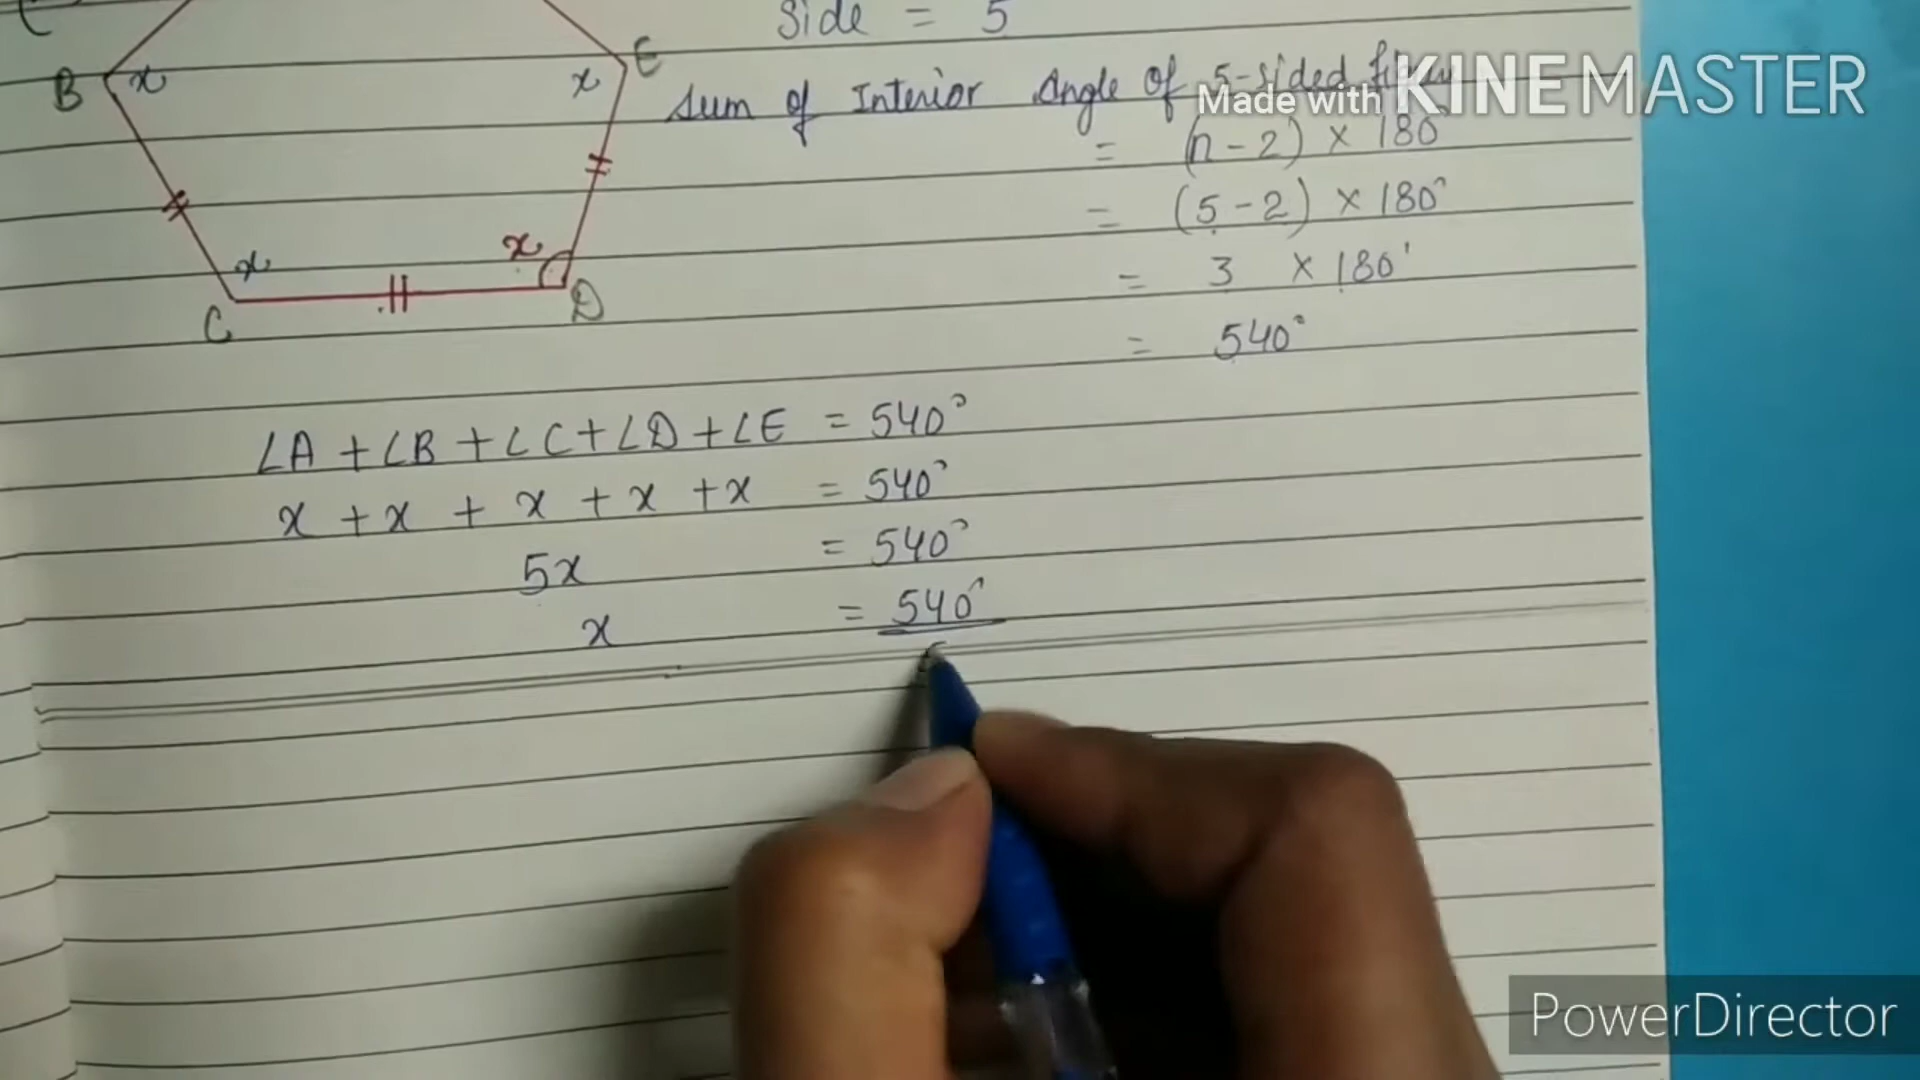 Side = 5
B x
x E
Sum of Interior Angle of 5-sided
Made with KINEMASTER
= (n-2) × 180°
= (5-2) × 180°
x x
= 3 × 180°
C D
= 540°
∠A + ∠B + ∠C + ∠D + ∠E = 540°
x + x + x + x + x = 540°
5x = 540°
x = 540°
PowerDirector